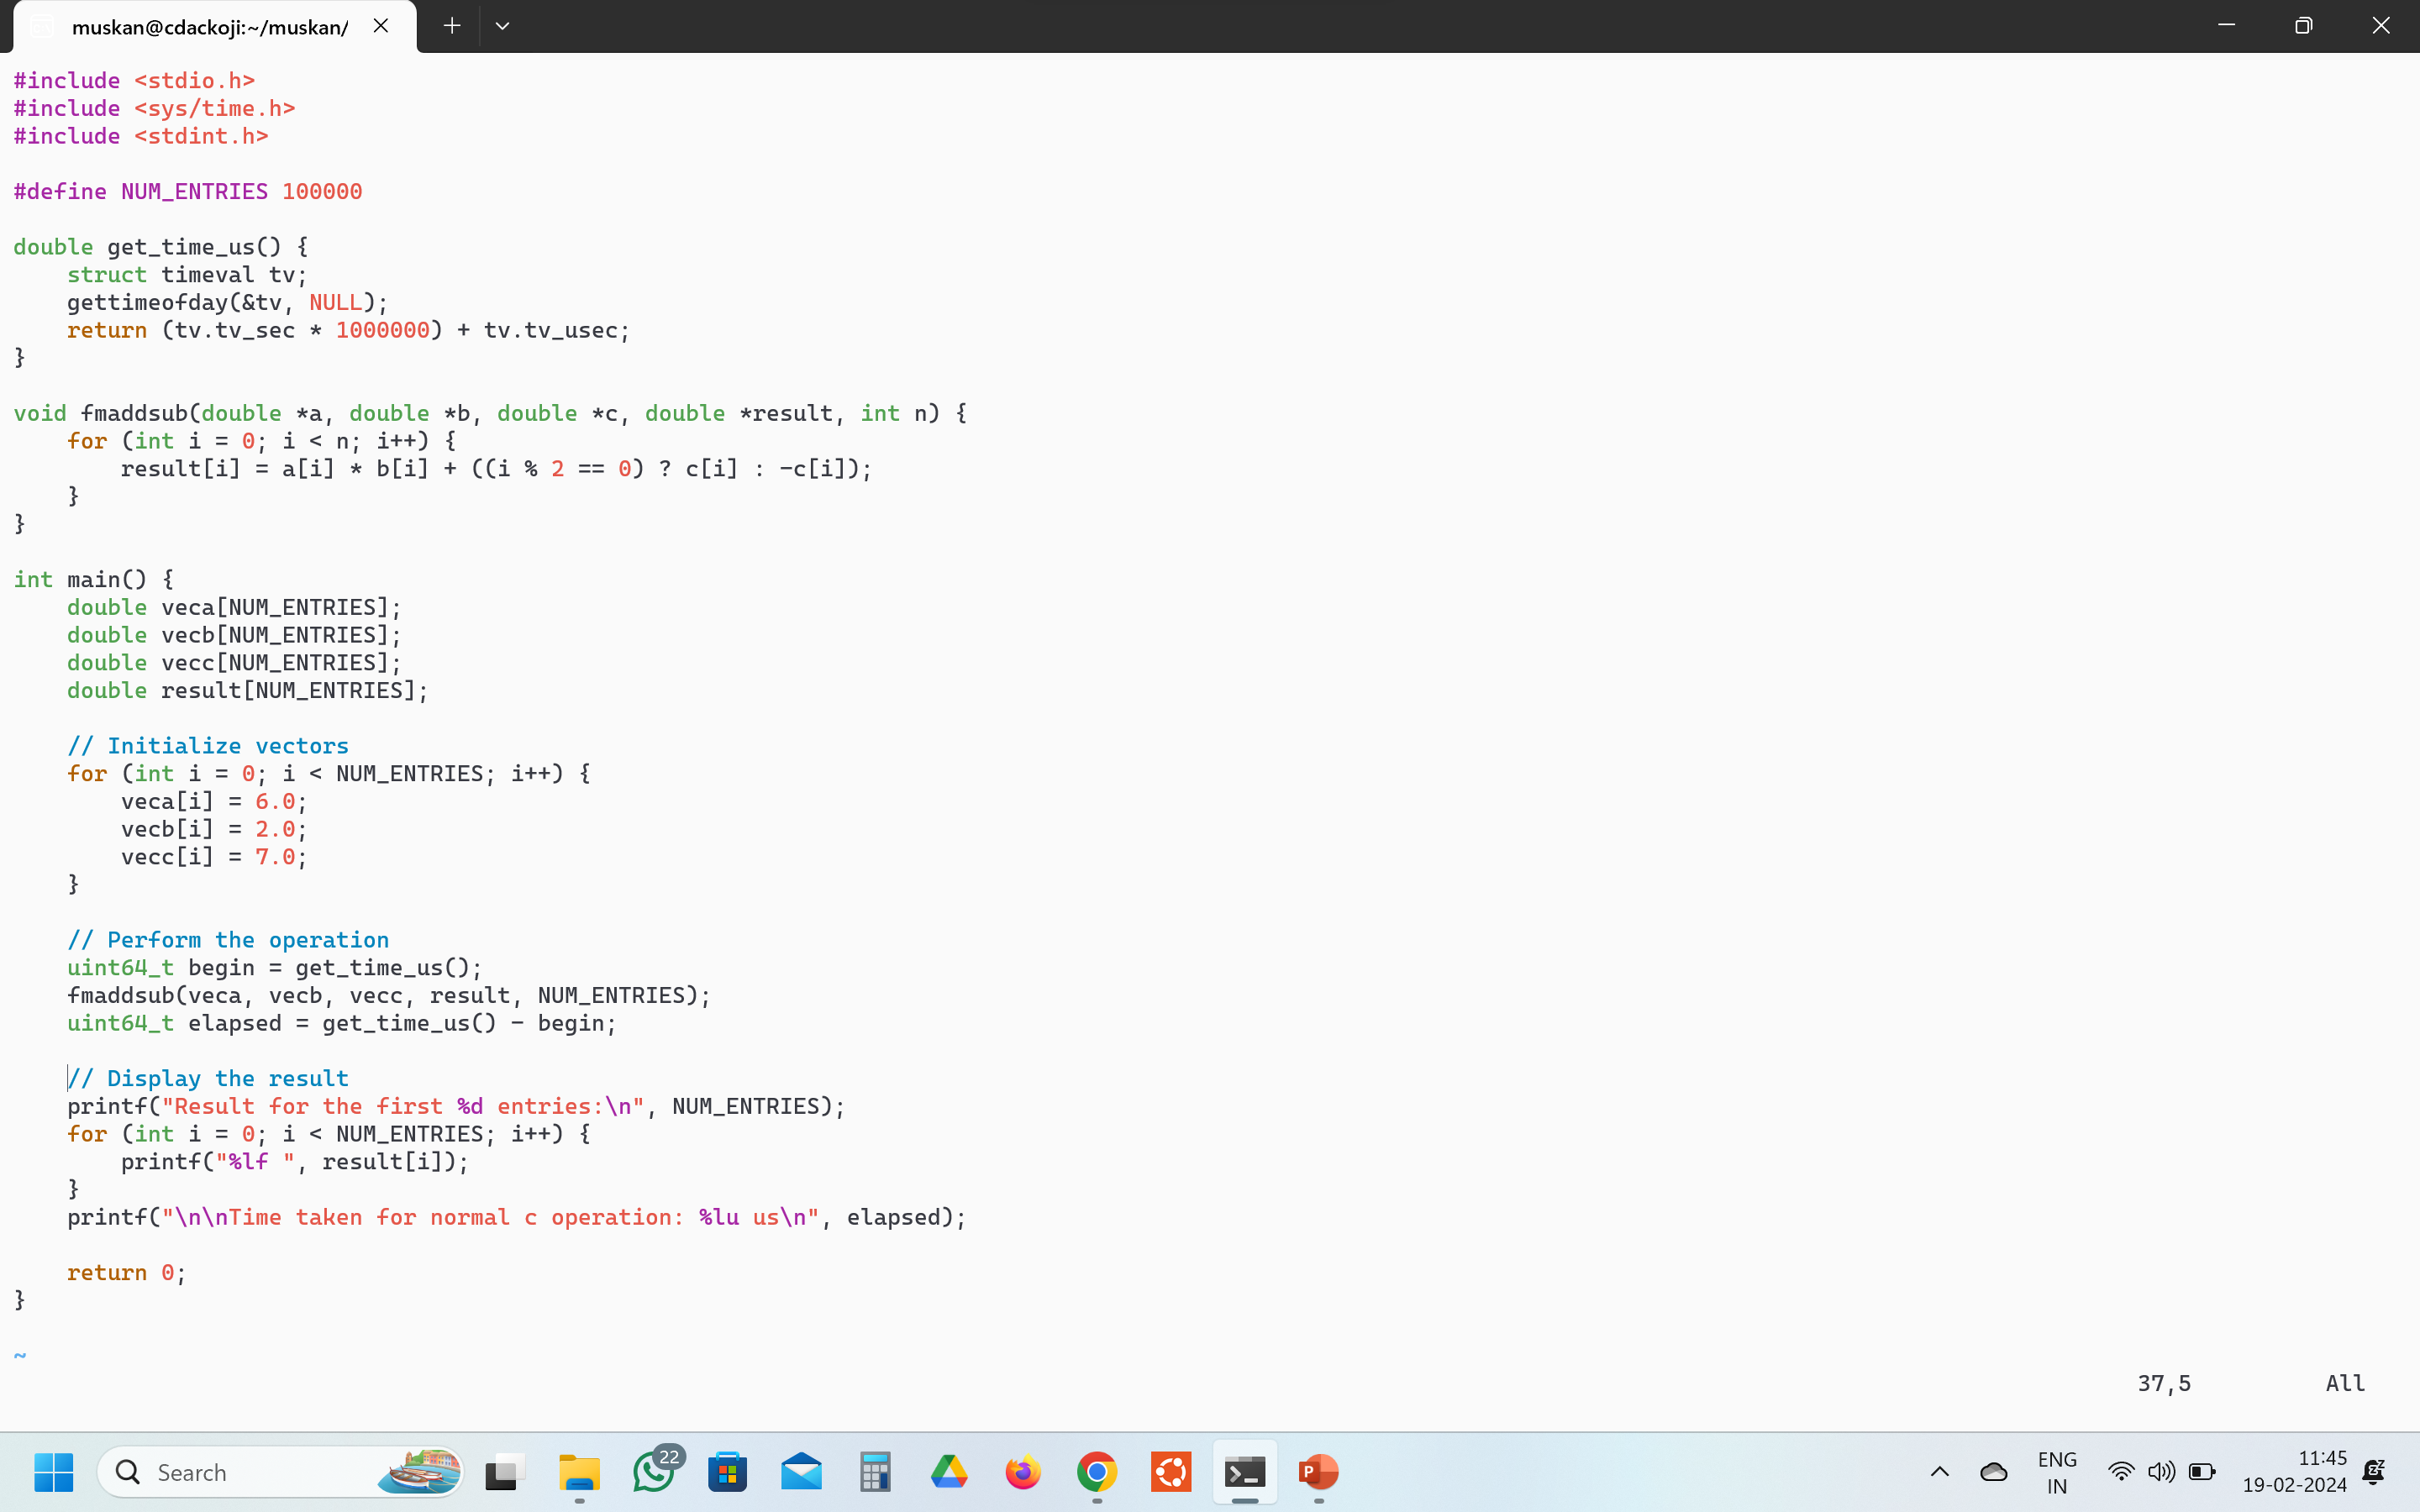 muskan@cdackoji:~/muskan/
#include <stdio.h>
#include <sys/time.h>
#include <stdint.h>

#define NUM_ENTRIES 100000

double get_time_us() {
    struct timeval tv;
    gettimeofday(&tv, NULL);
    return (tv.tv_sec * 1000000) + tv.tv_usec;
}

void fmaddsub(double *a, double *b, double *c, double *result, int n) {
    for (int i = 0; i < n; i++) {
        result[i] = a[i] * b[i] + ((i % 2 == 0) ? c[i] : -c[i]);
    }
}

int main() {
    double veca[NUM_ENTRIES];
    double vecb[NUM_ENTRIES];
    double vecc[NUM_ENTRIES];
    double result[NUM_ENTRIES];

    // Initialize vectors
    for (int i = 0; i < NUM_ENTRIES; i++) {
        veca[i] = 6.0;
        vecb[i] = 2.0;
        vecc[i] = 7.0;
    }

    // Perform the operation
    uint64_t begin = get_time_us();
    fmaddsub(veca, vecb, vecc, result, NUM_ENTRIES);
    uint64_t elapsed = get_time_us() - begin;

    // Display the result
    printf("Result for the first %d entries:\n", NUM_ENTRIES);
    for (int i = 0; i < NUM_ENTRIES; i++) {
        printf("%lf ", result[i]);
    }
    printf("\n\nTime taken for normal c operation: %lu us\n", elapsed);

    return 0;
}

~
37,5 All
Search
22
P
ENG
IN
11:45
19-02-2024